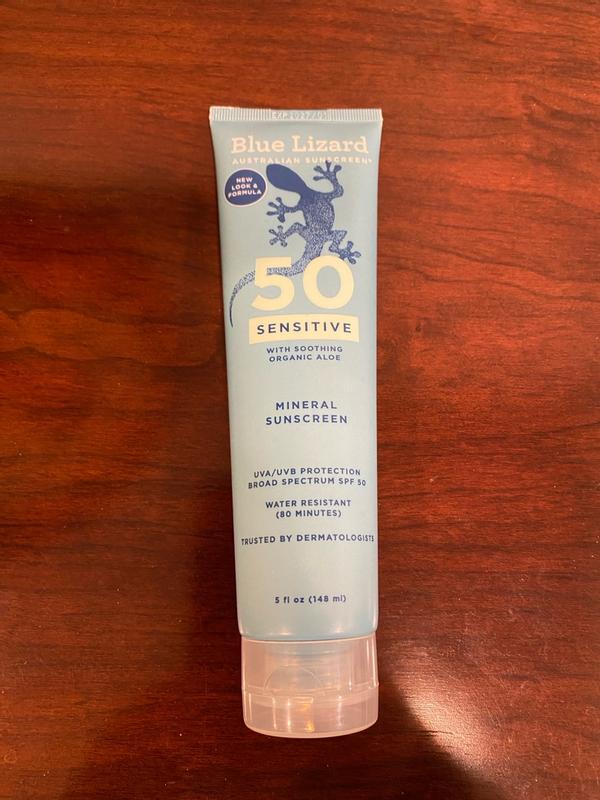 Blue Lizard
AUSTRALIAN SUNSCREEN®
NEW
LOOK &
FORMULA
50
SENSITIVE
WITH SOOTHING
ORGANIC ALOE
MINERAL
SUNSCREEN
UVA/UVB PROTECTION
BROAD SPECTRUM SPF 50
WATER RESISTANT
(80 MINUTES)
TRUSTED BY DERMATOLOGISTS
5 fl oz (148 ml)